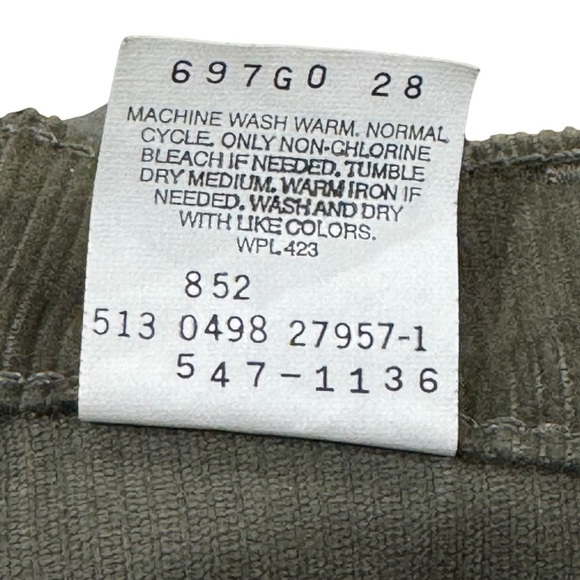 697G0 28
MACHINE WASH WARM. NORMAL
CYCLE. ONLY NON-CHLORINE
BLEACH IF NEEDED. TUMBLE
DRY MEDIUM. WARM IRON IF
NEEDED. WASH AND DRY
WITH LIKE COLORS.
WPL 423
852
513 0498 27957-1
547-1136